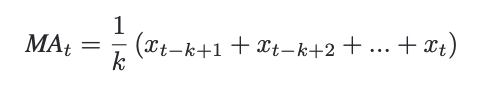 MA_t = \frac{1}{k} (x_{t-k+1} + x_{t-k+2} + ... + x_t)